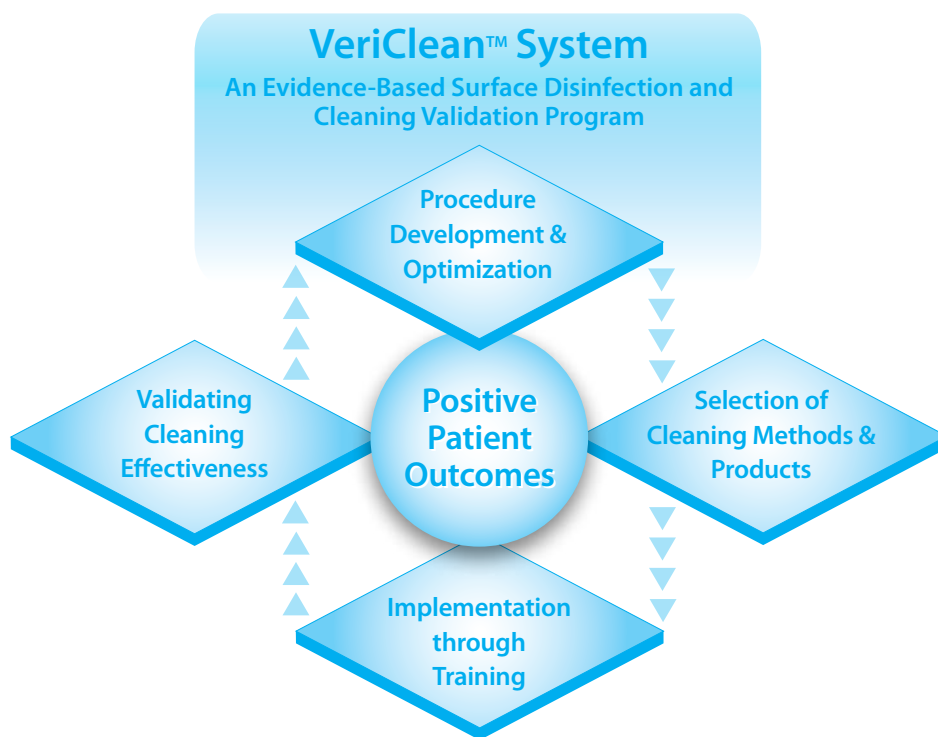 VeriClean™ System
An Evidence-Based Surface Disinfection and
Cleaning Validation Program
Procedure
Development &
Optimization
Validating
Cleaning
Effectiveness
Positive
Patient
Outcomes
Selection of
Cleaning Methods &
Products
Implementation
through
Training